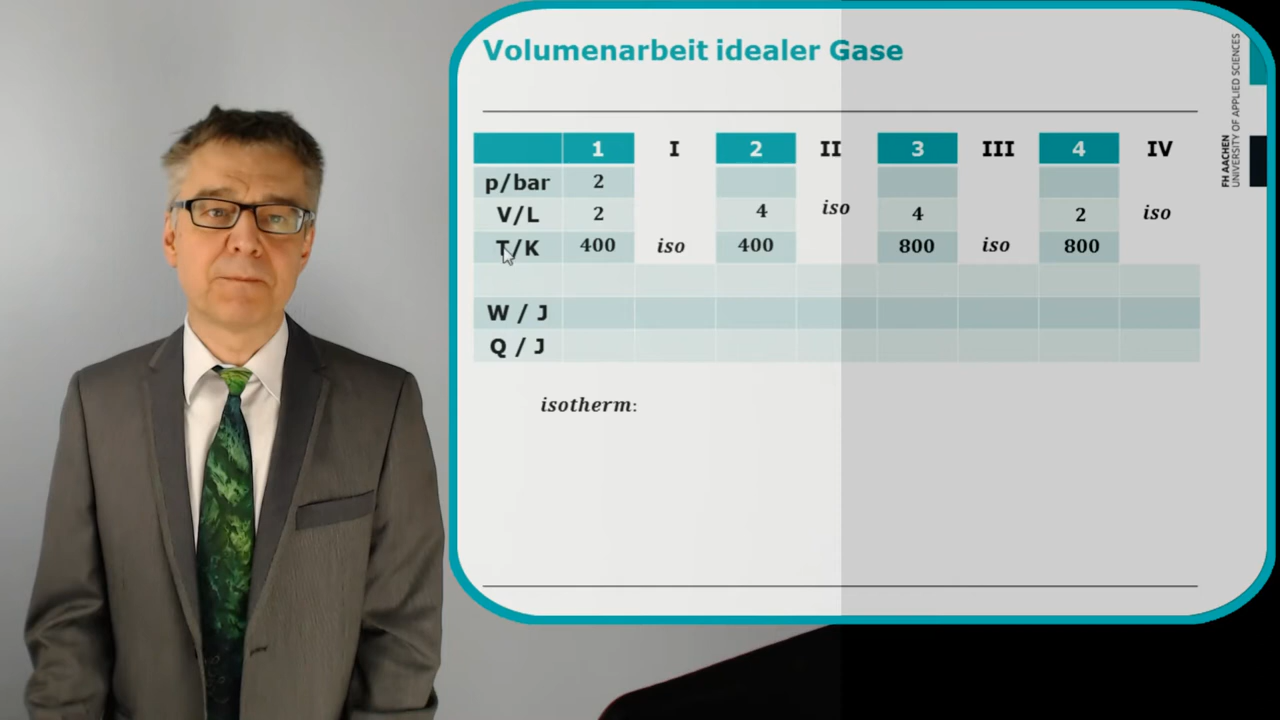 Volumenarbeit idealer Gase
1 I 2 II 3 III 4 IV
p/bar 2
V/L 2 4 iso 4 2 iso
T/K 400 iso 400 800 iso 800
W / J
Q / J
isotherm:
FH AACHEN
UNIVERSITY OF APPLIED SCIENCES